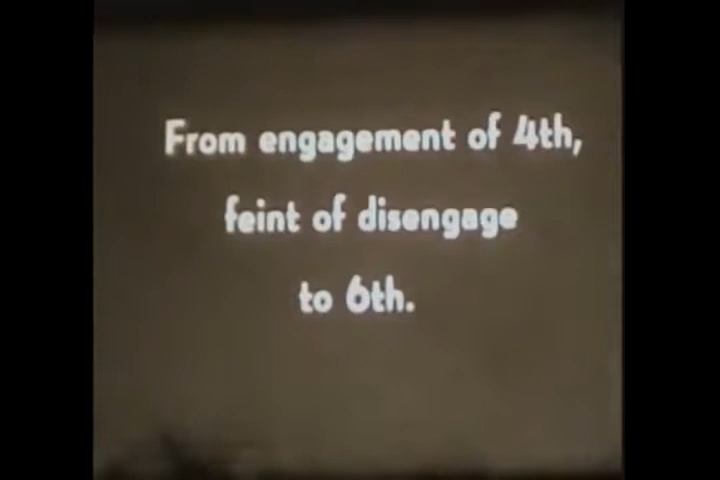 From engagement of 4th,
feint of disengage
to 6th.